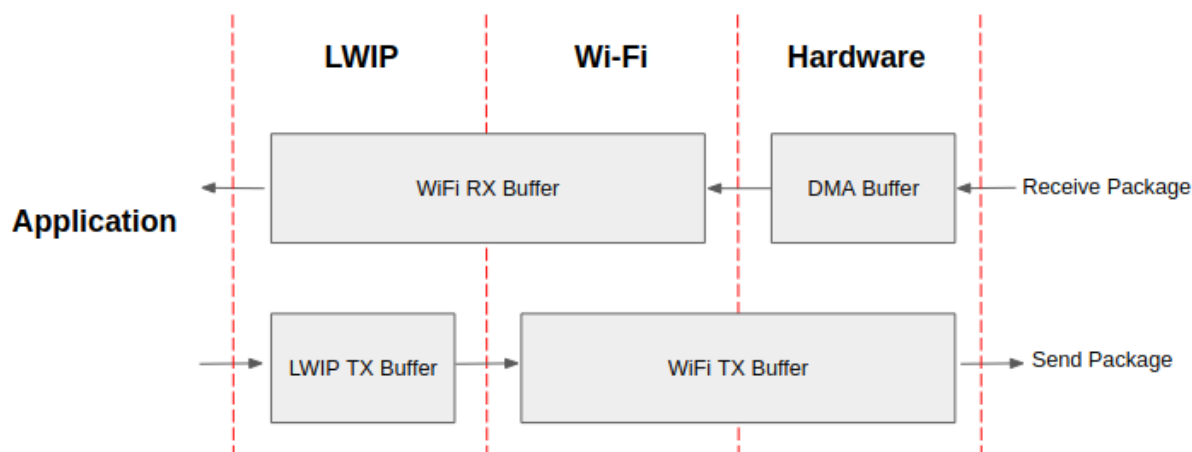 LWIP
Wi-Fi
Hardware
WiFi RX Buffer
DMA Buffer
Receive Package
Application
LWIP TX Buffer
WiFi TX Buffer
Send Package